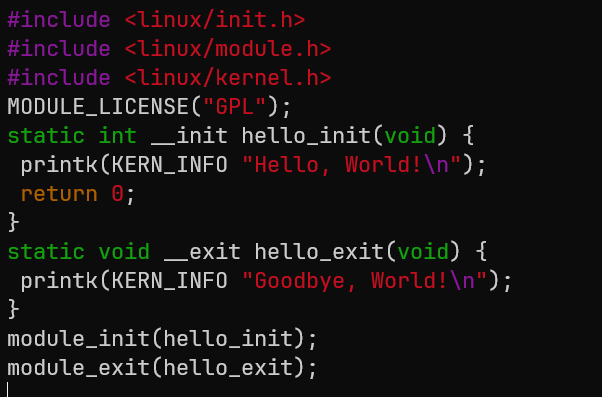 #include <linux/init.h>
#include <linux/module.h>
#include <linux/kernel.h>
MODULE_LICENSE("GPL");
static int __init hello_init(void) {
 printk(KERN_INFO "Hello, World!\n");
 return 0;
}
static void __exit hello_exit(void) {
 printk(KERN_INFO "Goodbye, World!\n");
}
module_init(hello_init);
module_exit(hello_exit);